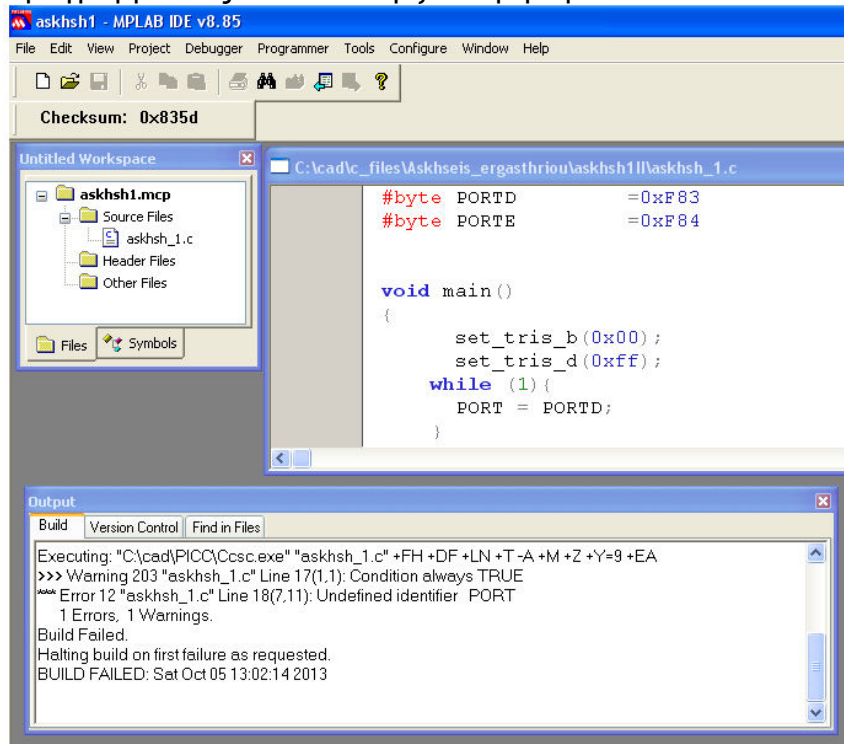 askhsh1 - MPLAB IDE v8.85
File Edit View Project Debugger Programmer Tools Configure Window Help
Checksum: 0x835d
Untitled Workspace
askhsh1.mcp
Source Files
askhsh_1.c
Header Files
Other Files
Files Symbols
C:\cad\c_files\Askhseis_ergasthriou\askhsh1II\askhsh_1.c
#byte PORTD =0xF83
#byte PORTE =0xF84
void main()
{
set_tris_b(0x00);
set_tris_d(0xff);
while (1){
PORT = PORTD;
}
Output
Build Version Control Find in Files
Executing: "C:\cad\PICC\Ccsc.exe" "askhsh_1.c" +FH +DF +LN +T -A +M +Z +Y=9 +EA
>>> Warning 203 "askhsh_1.c" Line 17(1,1): Condition always TRUE
*** Error 12 "askhsh_1.c" Line 18(7,11): Undefined identifier PORT
1 Errors, 1 Warnings.
Build Failed.
Halting build on first failure as requested.
BUILD FAILED: Sat Oct 05 13:02:14 2013